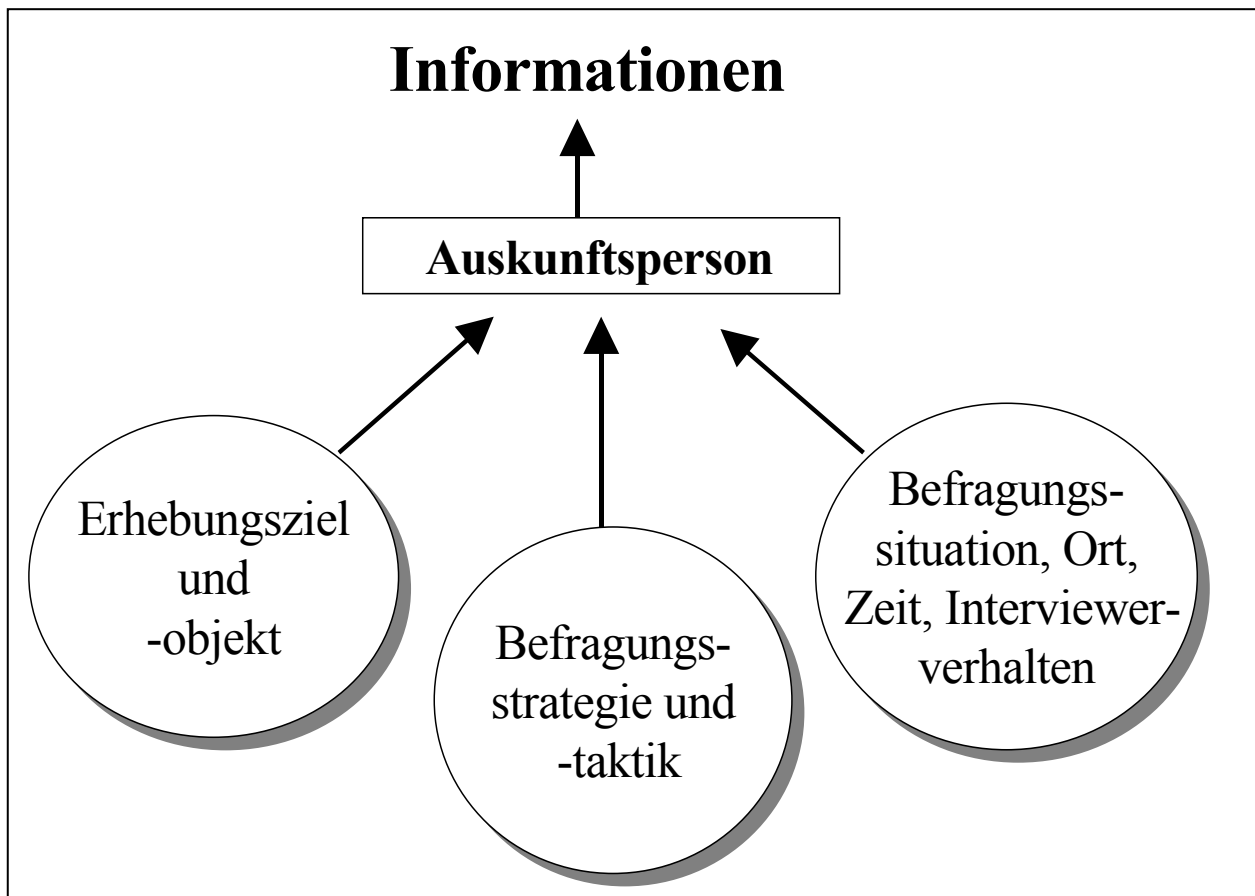 Informationen
Auskunftsperson
Erhebungsziel
und
-objekt
Befragungs-
strategie und
-taktik
Befragungs-
situation, Ort,
Zeit, Interviewer-
verhalten